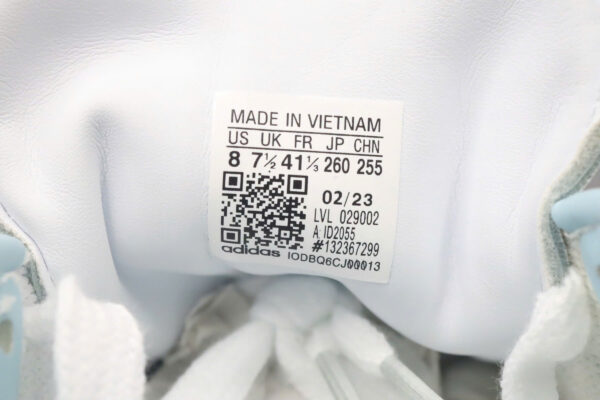 MADE IN VIETNAM
US UK FR JP CHN
8 7½ 41⅓ 260 255
02/23
LVL 029002
A: ID2055
#132367299
adidas IODBQ6CJ00013